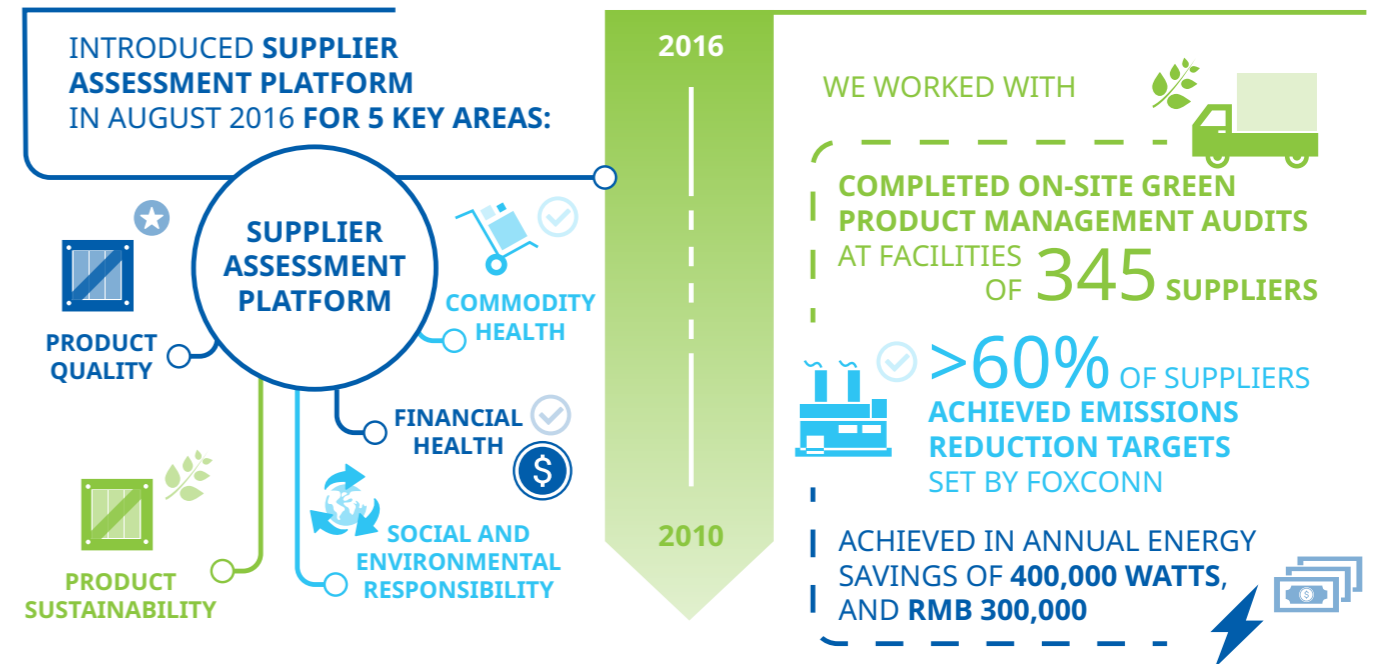 INTRODUCED SUPPLIER
ASSESSMENT PLATFORM
IN AUGUST 2016 FOR 5 KEY AREAS:
SUPPLIER
ASSESSMENT
PLATFORM
PRODUCT
QUALITY
COMMODITY
HEALTH
FINANCIAL
HEALTH
$
SOCIAL AND
ENVIRONMENTAL
RESPONSIBILITY
PRODUCT
SUSTAINABILITY
2016
2010
WE WORKED WITH
COMPLETED ON-SITE GREEN
PRODUCT MANAGEMENT AUDITS
AT FACILITIES
OF 345 SUPPLIERS
>60% OF SUPPLIERS
ACHIEVED EMISSIONS
REDUCTION TARGETS
SET BY FOXCONN
ACHIEVED IN ANNUAL ENERGY
SAVINGS OF 400,000 WATTS,
AND RMB 300,000
$